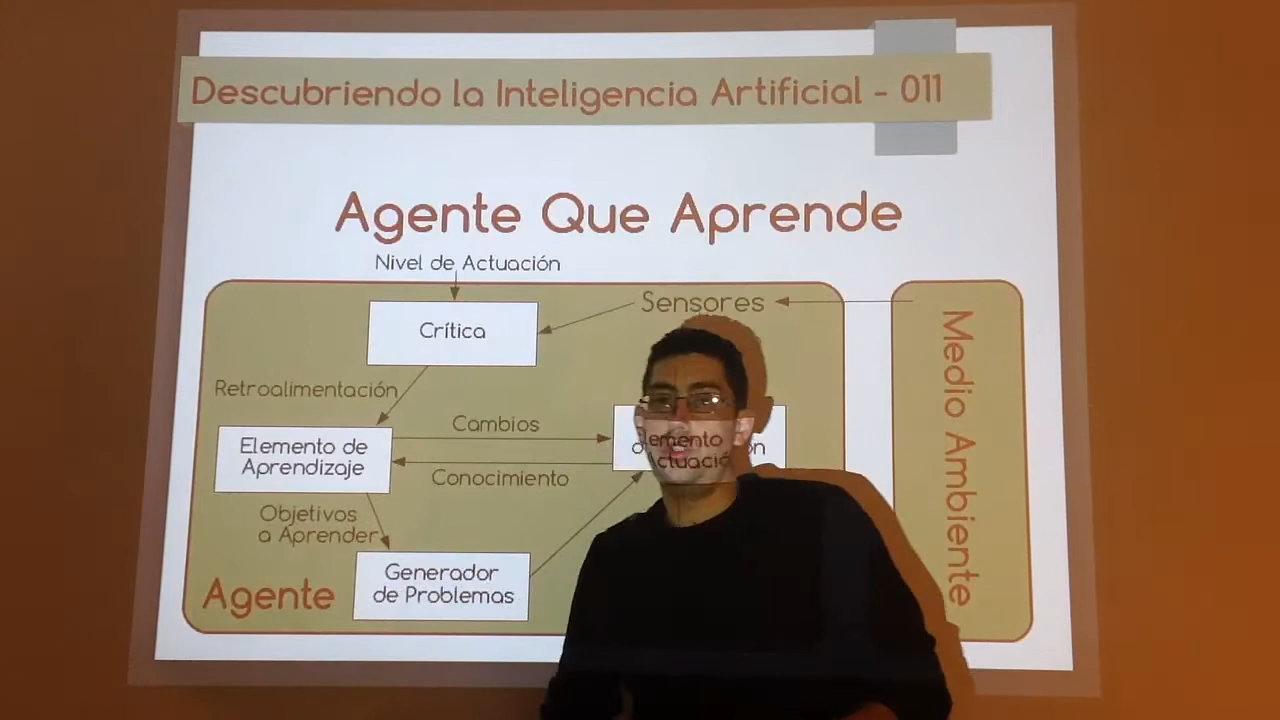 Descubriendo la Inteligencia Artificial - 011
Agente Que Aprende
Nivel de Actuación
Sensores
Crítica
Retroalimentación
Cambios
Elemento de
Aprendizaje
Elemento
Conocimiento
Objetivos
a Aprender
Generador
de Problemas
Agente
Medio Ambiente